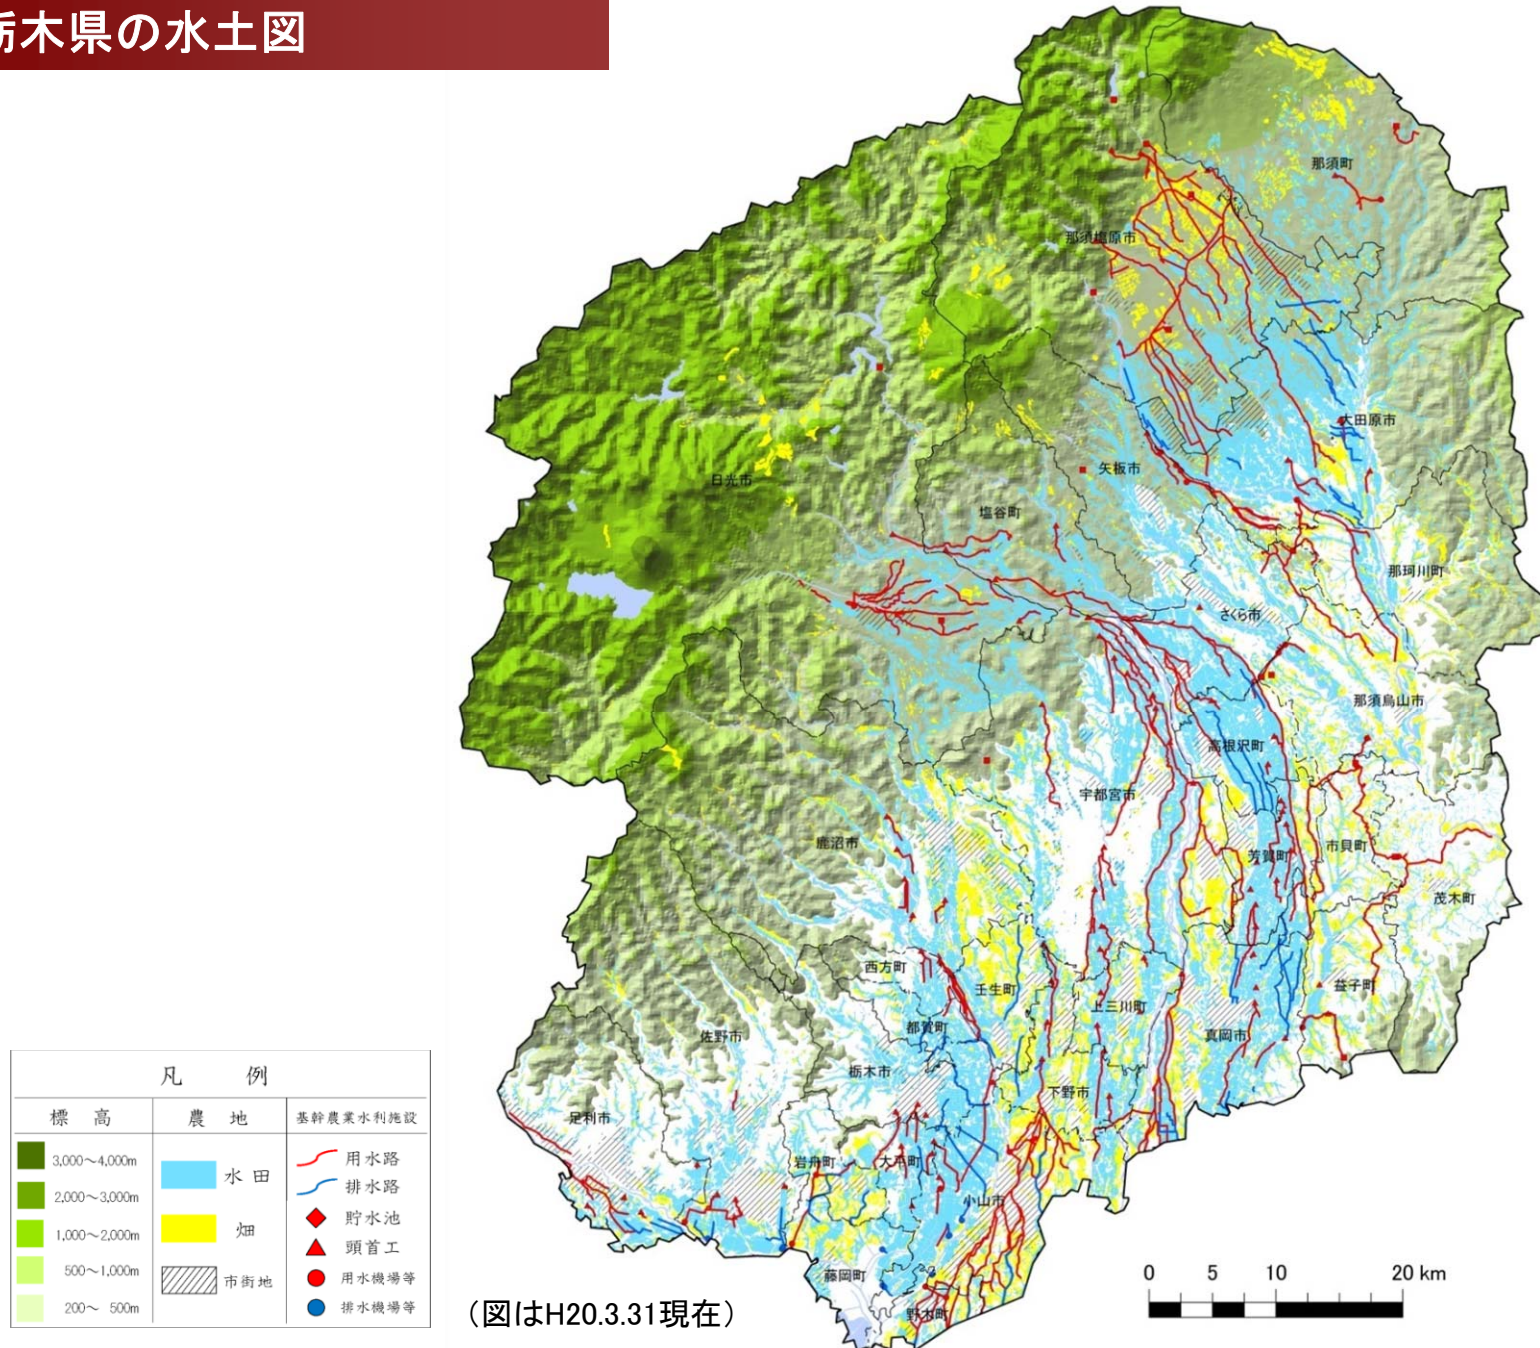 栃木県の水土図
那須町
那須塩原市
大田原市
矢板市
日光市
塩谷町
那珂川町
さくら市
那須烏山市
高根沢町
宇都宮市
鹿沼市
芳賀町
市貝町
茂木町
西方町
壬生町
益子町
上三川町
都賀町
真岡市
佐野市
栃木市
下野市
足利市
岩舟町
大平町
小山市
藤岡町
野木町
凡 例
標 高 農 地 基幹農業水利施設
3,000～4,000m
2,000～3,000m
1,000～2,000m
500～1,000m
200～ 500m
水 田
畑
市街地
用水路
排水路
貯水池
頭首工
用水機場等
排水機場等
（図はH20.3.31現在）
0 5 10 20 km